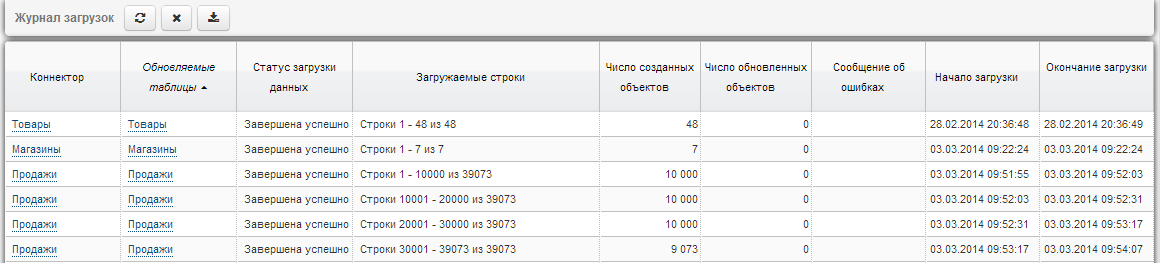 Журнал загрузок
Коннектор Обновляемые таблицы Статус загрузки данных Загружаемые строки Число созданных объектов Число обновленных объектов Сообщение об ошибках Начало загрузки Окончание загрузки
Товары Товары Завершена успешно Строки 1 - 48 из 48 48 0 28.02.2014 20:36:48 28.02.2014 20:36:49
Магазины Магазины Завершена успешно Строки 1 - 7 из 7 7 0 03.03.2014 09:22:24 03.03.2014 09:22:24
Продажи Продажи Завершена успешно Строки 1 - 10000 из 39073 10 000 0 03.03.2014 09:51:55 03.03.2014 09:52:03
Продажи Продажи Завершена успешно Строки 10001 - 20000 из 39073 10 000 0 03.03.2014 09:52:03 03.03.2014 09:52:31
Продажи Продажи Завершена успешно Строки 20001 - 30000 из 39073 10 000 0 03.03.2014 09:52:31 03.03.2014 09:53:17
Продажи Продажи Завершена успешно Строки 30001 - 39073 из 39073 9 073 0 03.03.2014 09:53:17 03.03.2014 09:54:07